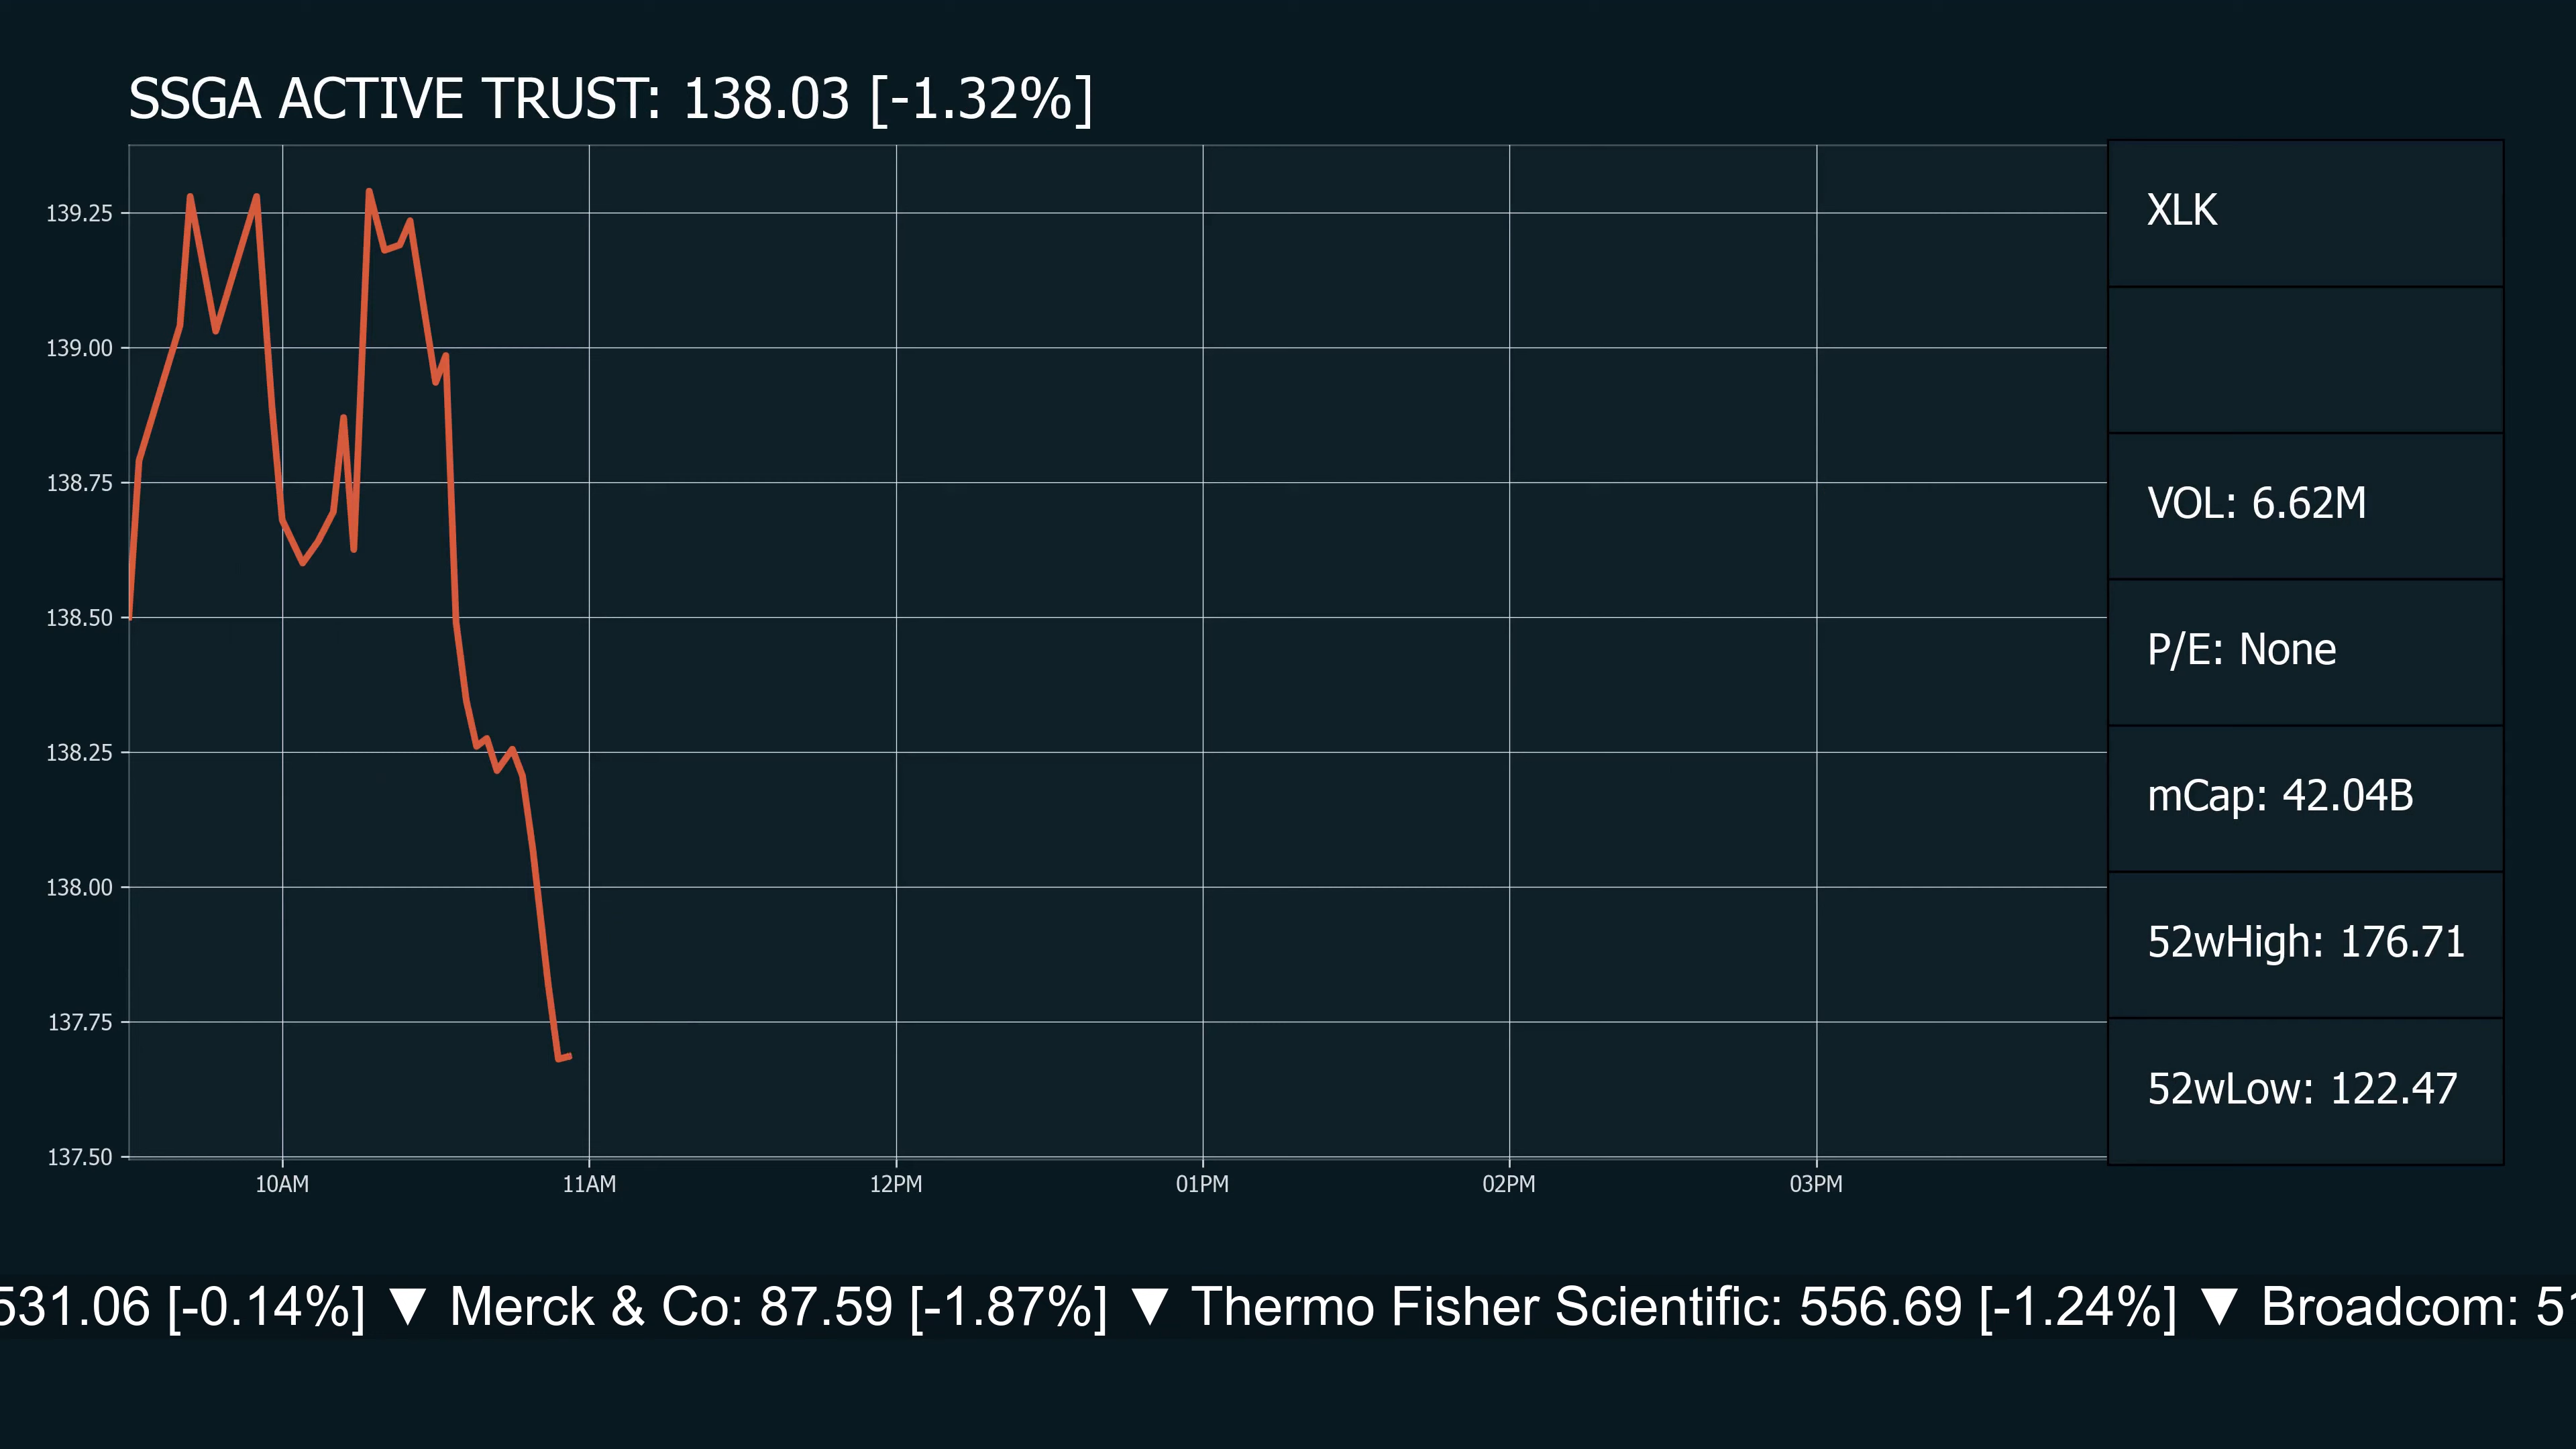 SSGA ACTIVE TRUST: 138.03 [-1.32%]
139.25
139.00
138.75
138.50
138.25
138.00
137.75
137.50
10AM 11AM 12PM 01PM 02PM 03PM
XLK
VOL: 6.62M
P/E: None
mCap: 42.04B
52wHigh: 176.71
52wLow: 122.47
531.06 [-0.14%] ▼ Merck & Co: 87.59 [-1.87%] ▼ Thermo Fisher Scientific: 556.69 [-1.24%] ▼ Broadcom: 51